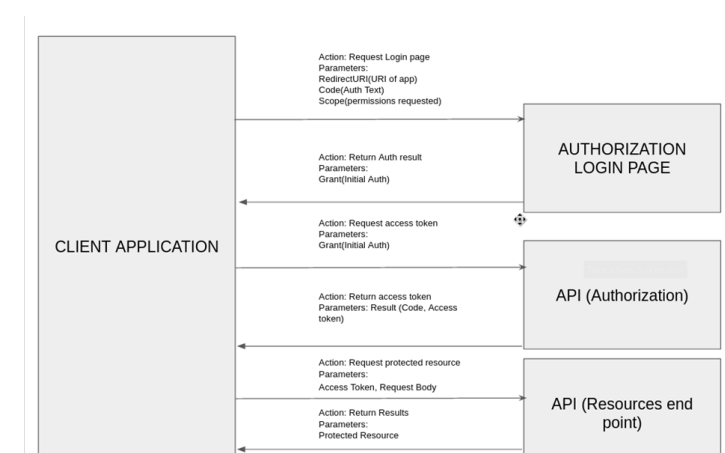 Action: Request Login page
Parameters:
RedirectURI(URI of app)
Code(Auth Text)
Scope(permissions requested)
AUTHORIZATION
LOGIN PAGE
Action: Return Auth result
Parameters:
Grant(Initial Auth)
CLIENT APPLICATION
Action: Request access token
Parameters:
Grant(Initial Auth)
API (Authorization)
Action: Return access token
Parameters: Result (Code, Access
token)
Action: Request protected resource
Parameters:
Access Token, Request Body
API (Resources end
point)
Action: Return Results
Parameters:
Protected Resource